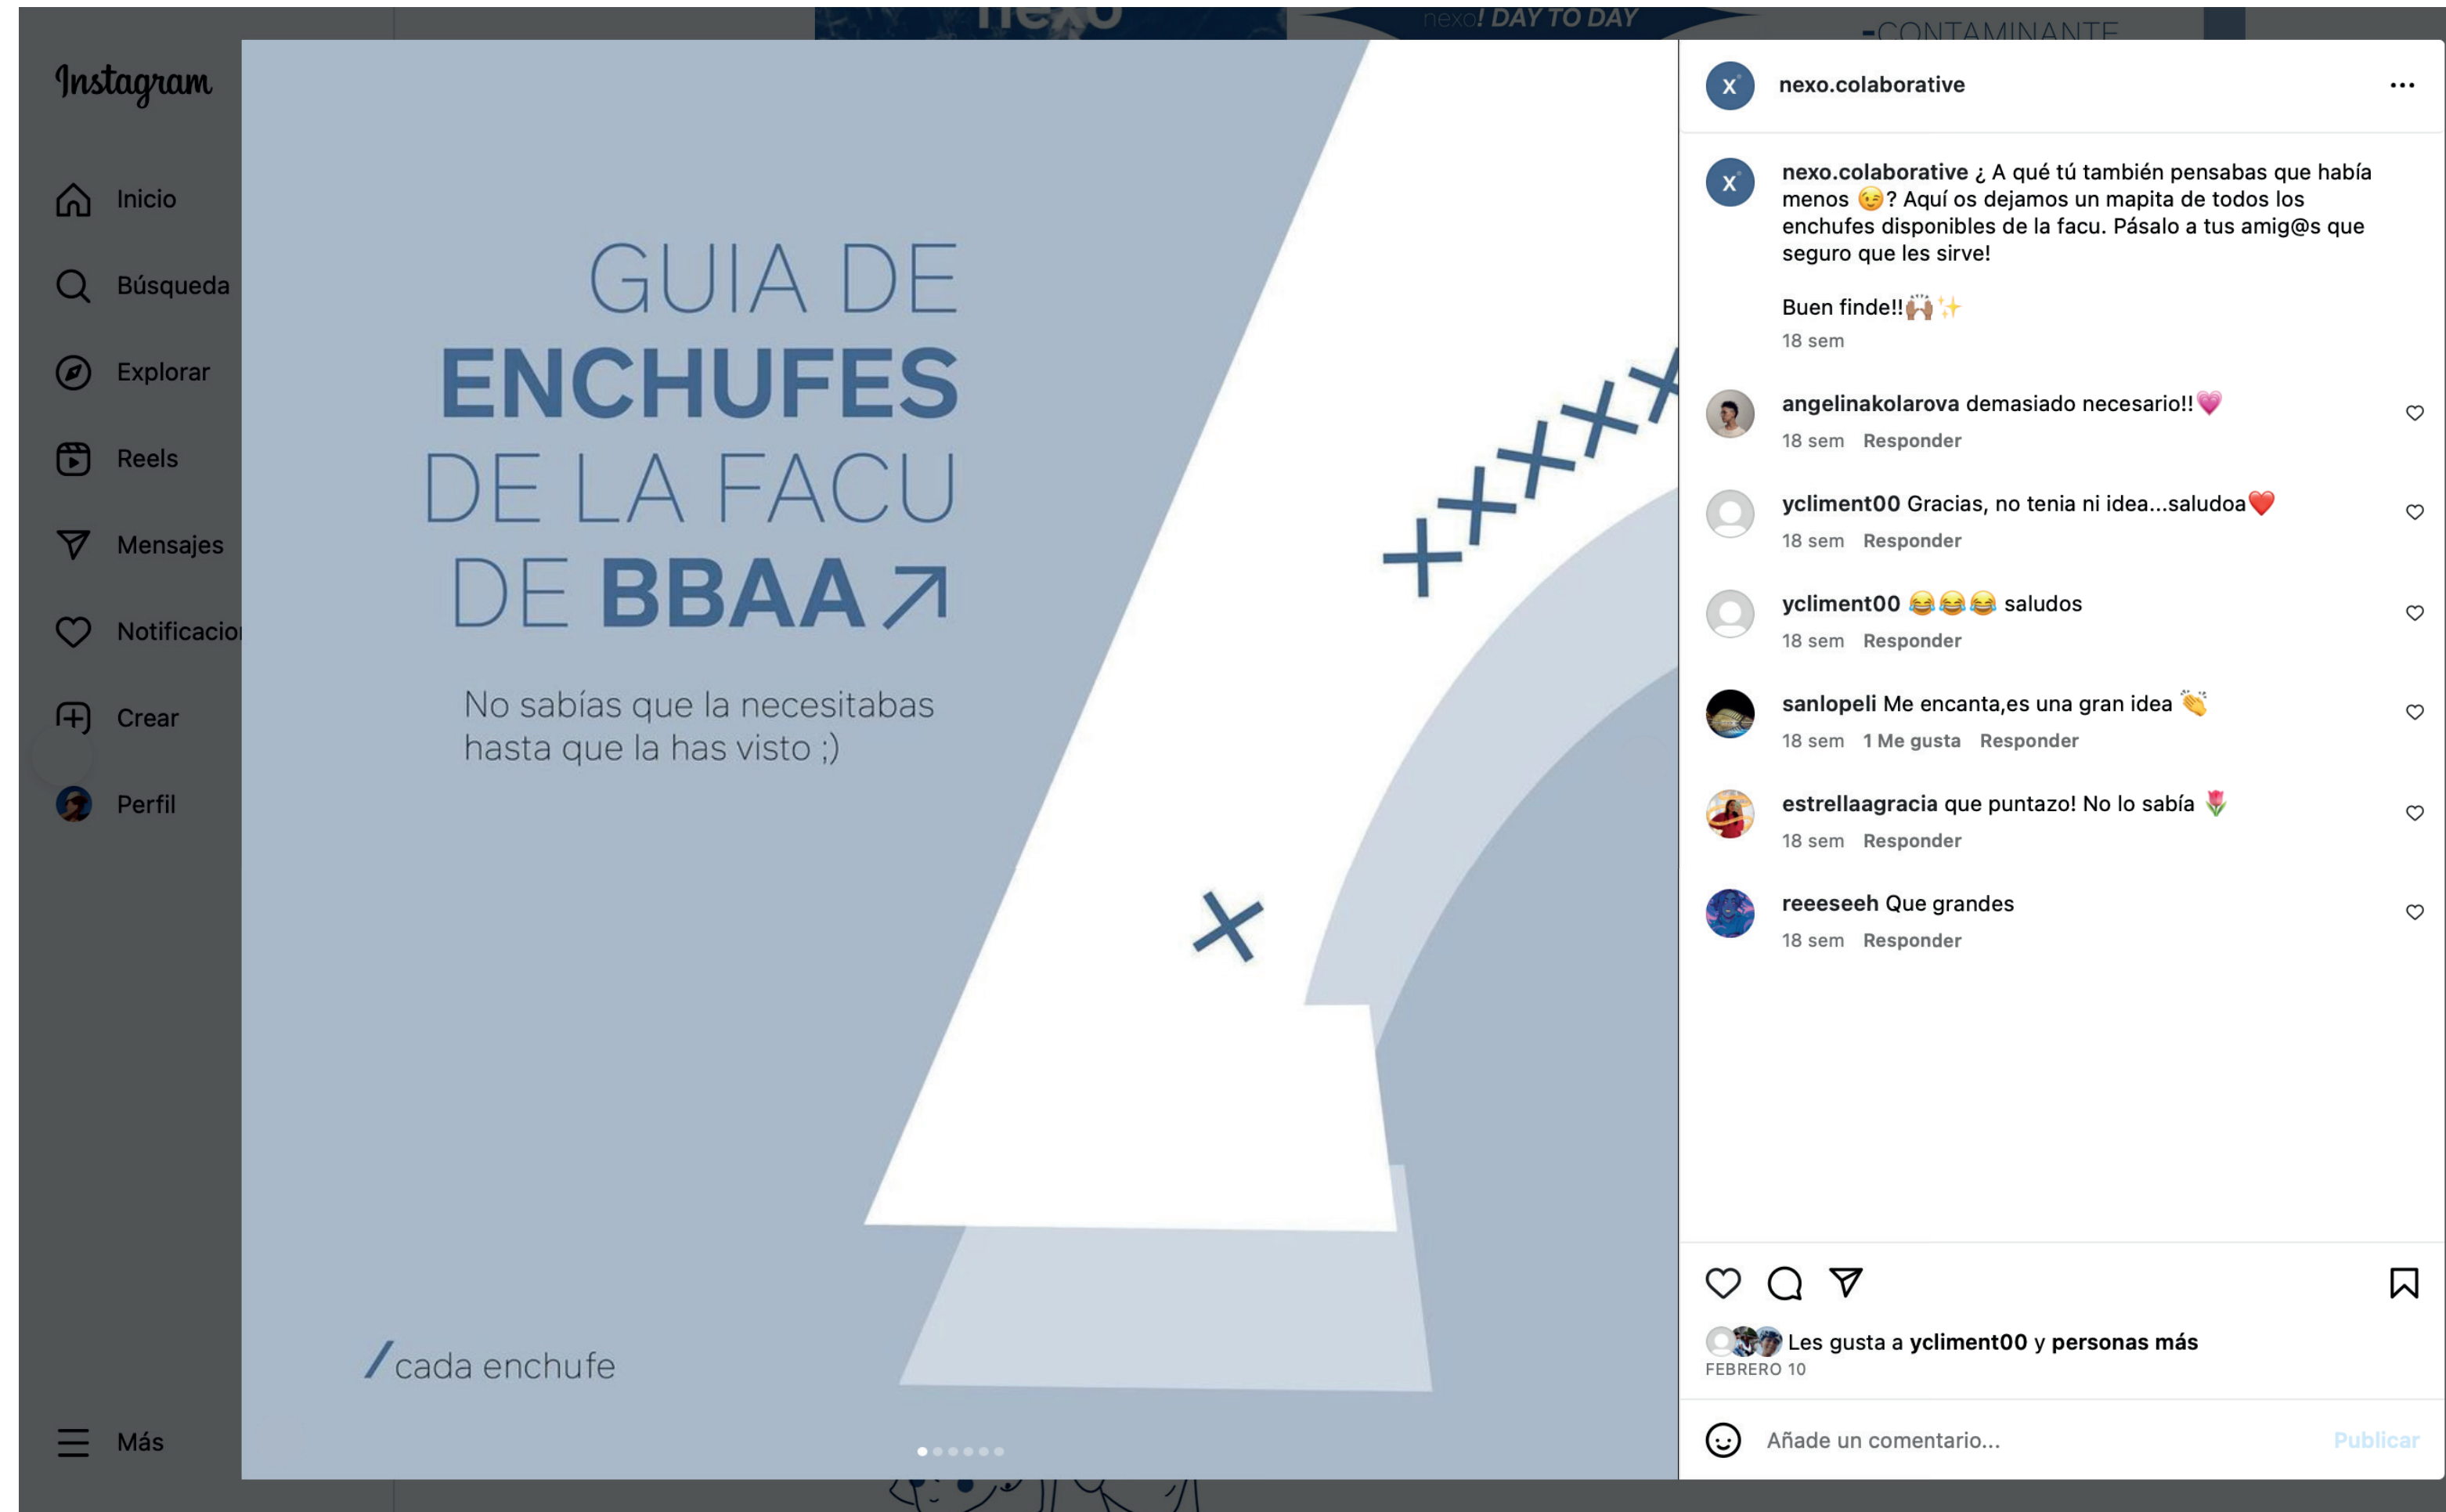 nexo
nexo! DAY TO DAY
-CONTAMINANTE
Instagram
Inicio
Búsqueda
Explorar
Reels
Mensajes
Notificacio
Crear
Perfil
Más
GUIA DE
ENCHUFES
DE LA FACU
DE BBAA
No sabías que la necesitabas
hasta que la has visto ;)
/cada enchufe
x
nexo.colaborative
x
nexo.colaborative ¿ A qué tú también pensabas que había
menos 😉? Aquí os dejamos un mapita de todos los
enchufes disponibles de la facu. Pásalo a tus amig@s que
seguro que les sirve!
Buen finde!!🙌🏽✨
18 sem
angelinakolarova demasiado necesario!!💗
18 sem Responder
ycliment00 Gracias, no tenia ni idea...saludoa❤️
18 sem Responder
ycliment00 😂😂😂 saludos
18 sem Responder
sanlopeli Me encanta,es una gran idea 👏
18 sem 1 Me gusta Responder
estrellaagracia que puntazo! No lo sabía 🌷
18 sem Responder
reeeseeh Que grandes
18 sem Responder
Les gusta a ycliment00 y personas más
FEBRERO 10
Añade un comentario...
Publicar